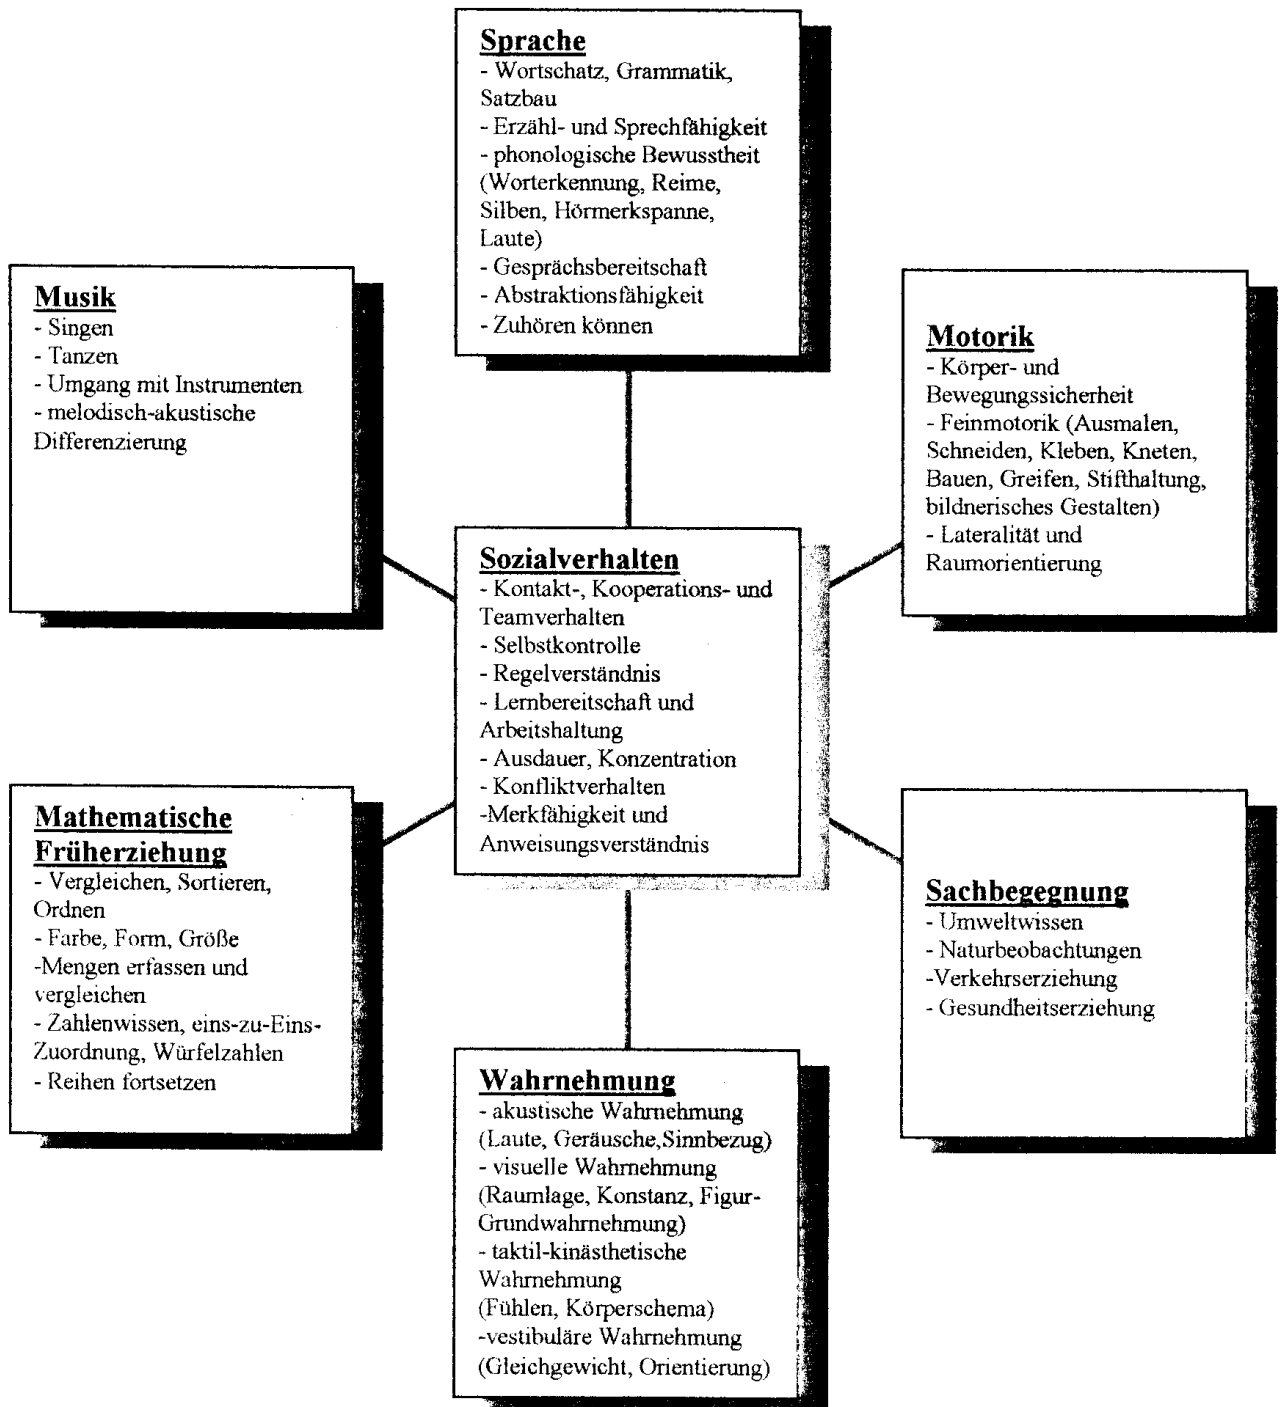 Sprache
- Wortschatz, Grammatik,
Satzbau
- Erzähl- und Sprechfähigkeit
- phonologische Bewusstheit
(Worterkennung, Reime,
Silben, Hörmerkspanne,
Laute)
- Gesprächsbereitschaft
- Abstraktionsfähigkeit
- Zuhören können
Musik
- Singen
- Tanzen
- Umgang mit Instrumenten
- melodisch-akustische
Differenzierung
Motorik
- Körper- und
Bewegungssicherheit
- Feinmotorik (Ausmalen,
Schneiden, Kleben, Kneten,
Bauen, Greifen, Stifthaltung,
bildnerisches Gestalten)
- Lateralität und
Raumorientierung
Sozialverhalten
- Kontakt-, Kooperations- und
Teamverhalten
- Selbstkontrolle
- Regelverständnis
- Lernbereitschaft und
Arbeitshaltung
- Ausdauer, Konzentration
- Konfliktverhalten
-Merkfähigkeit und
Anweisungsverständnis
Mathematische
Früherziehung
- Vergleichen, Sortieren,
Ordnen
- Farbe, Form, Größe
-Mengen erfassen und
vergleichen
- Zahlenwissen, eins-zu-Eins-
Zuordnung, Würfelzahlen
- Reihen fortsetzen
Sachbegegnung
- Umweltwissen
- Naturbeobachtungen
-Verkehrserziehung
- Gesundheitserziehung
Wahrnehmung
- akustische Wahrnehmung
(Laute, Geräusche,Sinnbezug)
- visuelle Wahrnehmung
(Raumlage, Konstanz, Figur-
Grundwahrnehmung)
- taktil-kinästhetische
Wahrnehmung
(Fühlen, Körperschema)
-vestibuläre Wahrnehmung
(Gleichgewicht, Orientierung)